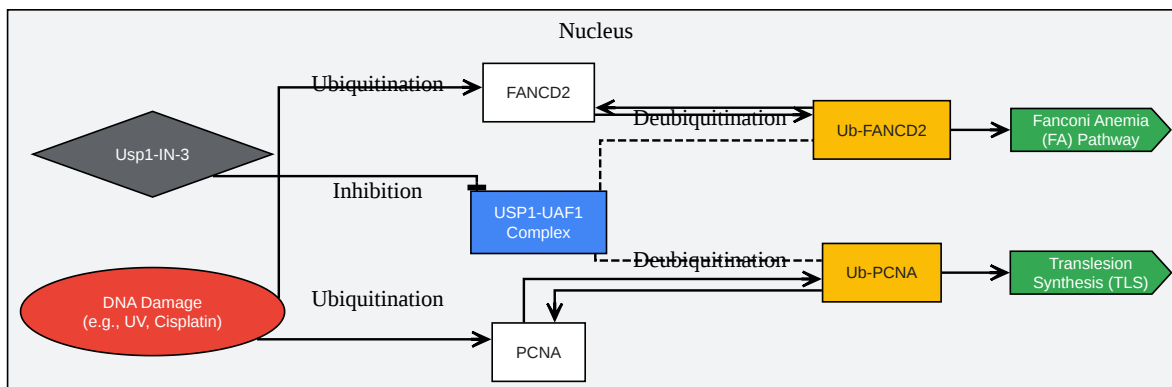 Nucleus
Ubiquitination
FANCD2
Deubiquitination
Ub-FANCD2
Fanconi Anemia
(FA) Pathway
Usp1-IN-3
Inhibition
USP1-UAF1
Complex
Deubiquitination
Ub-PCNA
Translesion
Synthesis (TLS)
DNA Damage
(e.g., UV, Cisplatin)
Ubiquitination
PCNA